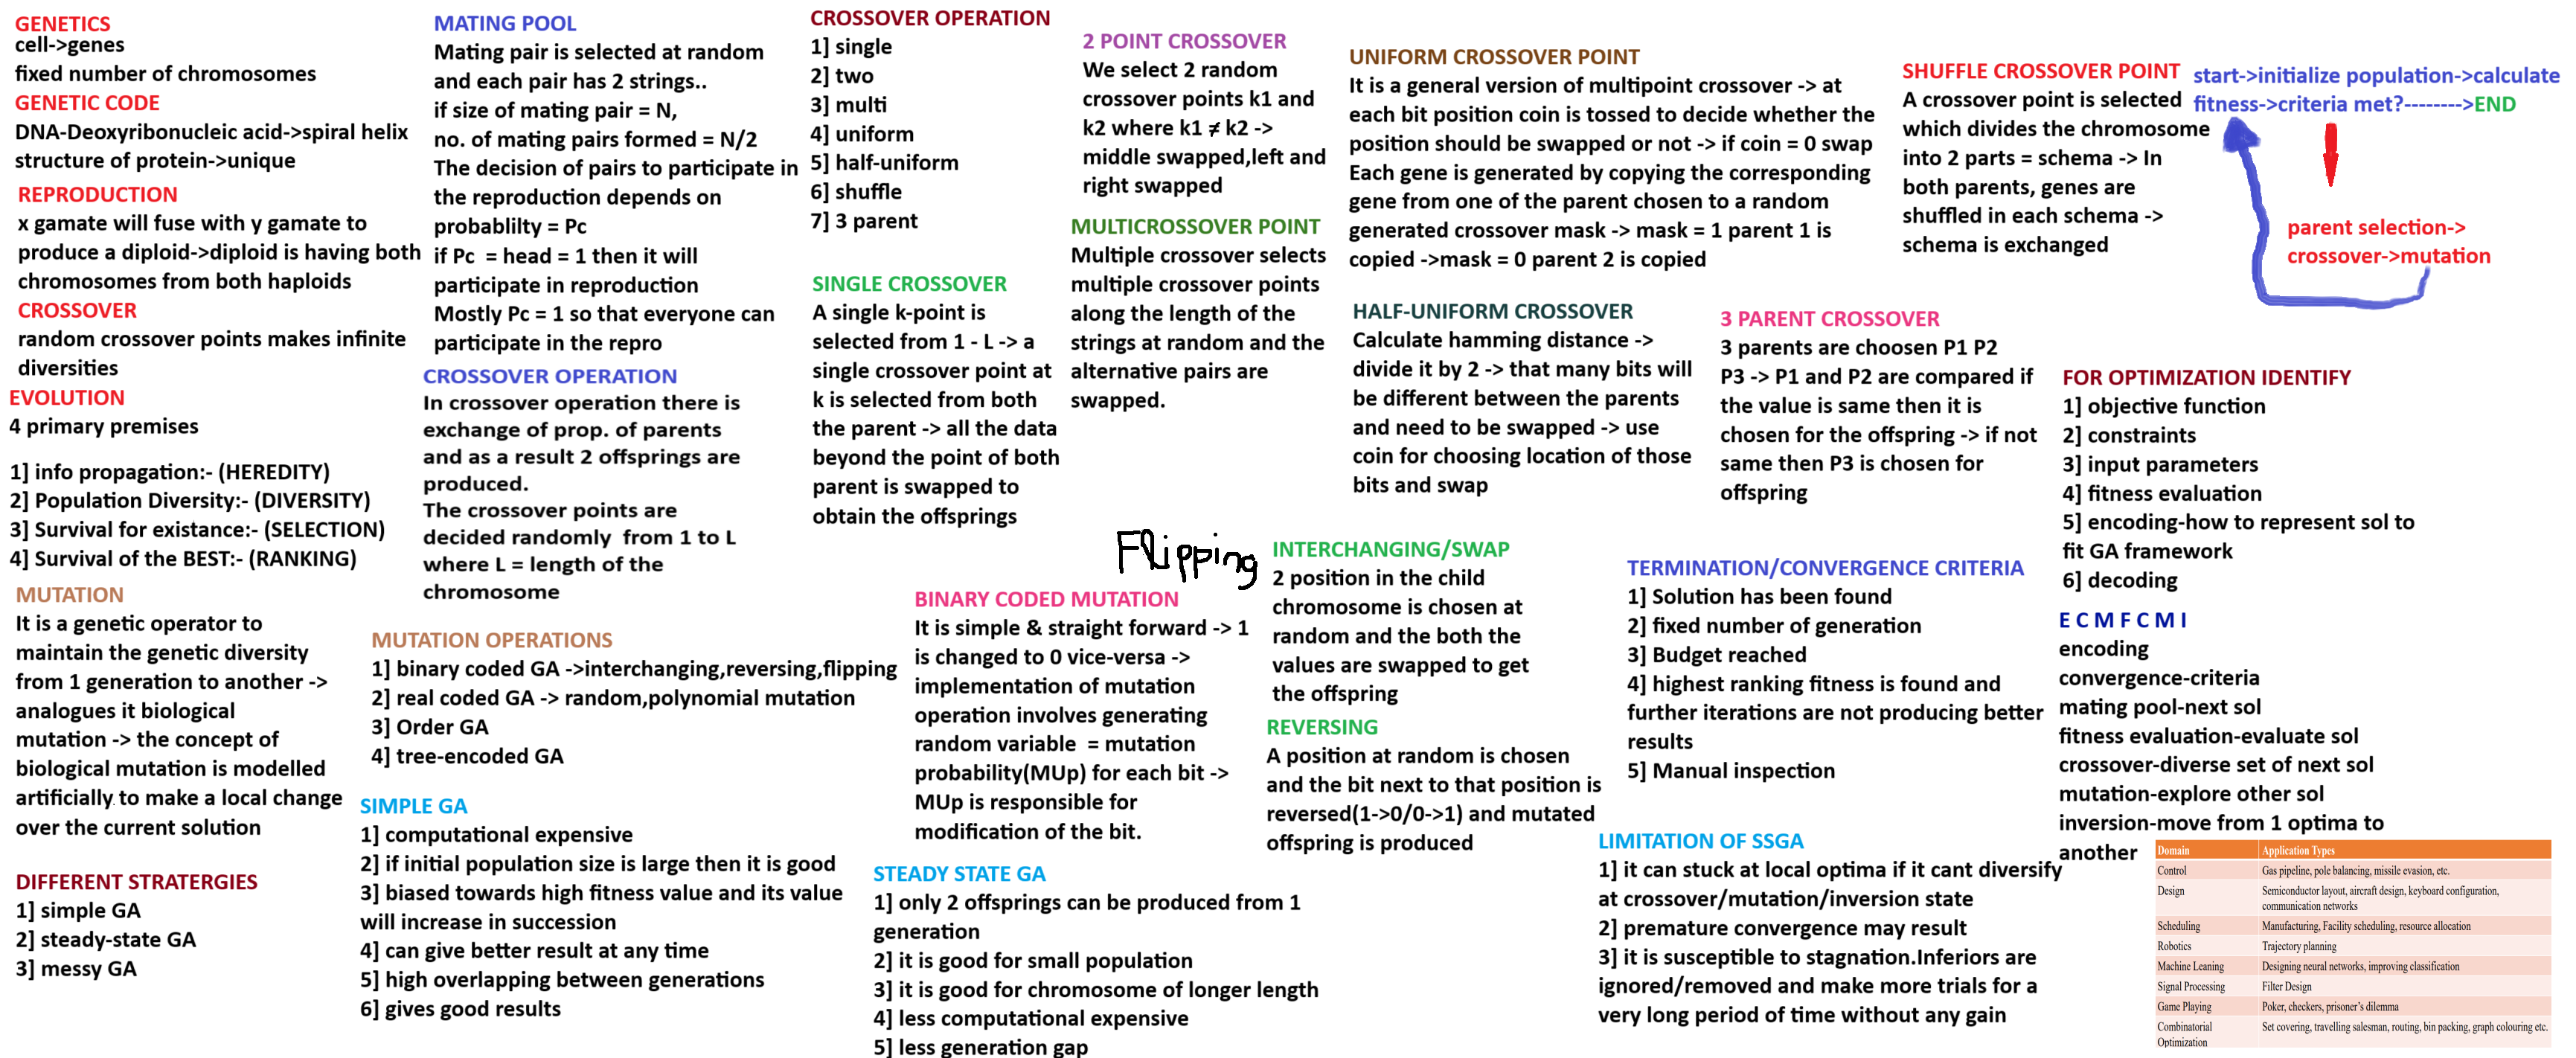 GENETICS
cell->genes
fixed number of chromosomes
GENETIC CODE
DNA-Deoxyribonucleic acid->spiral helix
structure of protein->unique
REPRODUCTION
x gamate will fuse with y gamate to
produce a diploid->diploid is having both
chromosomes from both haploids
CROSSOVER
random crossover points makes infinite
diversities
EVOLUTION
4 primary premises
1] info propagation:- (HEREDITY)
2] Population Diversity:- (DIVERSITY)
3] Survival for existance:- (SELECTION)
4] Survival of the BEST:- (RANKING)
MUTATION
It is a genetic operator to
maintain the genetic diversity
from 1 generation to another ->
analogues it biological
mutation -> the concept of
biological mutation is modelled
artificially to make a local change
over the current solution
DIFFERENT STRATERGIES
1] simple GA
2] steady-state GA
3] messy GA
MATING POOL
Mating pair is selected at random
and each pair has 2 strings..
if size of mating pair = N,
no. of mating pairs formed = N/2
The decision of pairs to participate in
the reproduction depends on
probablilty = Pc
if Pc  = head = 1 then it will
participate in reproduction
Mostly Pc = 1 so that everyone can
participate in the repro
CROSSOVER OPERATION
In crossover operation there is
exchange of prop. of parents
and as a result 2 offsprings are
produced.
The crossover points are
decided randomly  from 1 to L
where L = length of the
chromosome
MUTATION OPERATIONS
1] binary coded GA ->interchanging,reversing,flipping
2] real coded GA -> random,polynomial mutation
3] Order GA
4] tree-encoded GA
SIMPLE GA
1] computational expensive
2] if initial population size is large then it is good
3] biased towards high fitness value and its value
will increase in succession
4] can give better result at any time
5] high overlapping between generations
6] gives good results
CROSSOVER OPERATION
1] single
2] two
3] multi
4] uniform
5] half-uniform
6] shuffle
7] 3 parent
SINGLE CROSSOVER
A single k-point is
selected from 1 - L -> a
single crossover point at
k is selected from both
the parent -> all the data
beyond the point of both
parent is swapped to
obtain the offsprings
2 POINT CROSSOVER
We select 2 random
crossover points k1 and
k2 where k1 ≠ k2 ->
middle swapped,left and
right swapped
MULTICROSSOVER POINT
Multiple crossover selects
multiple crossover points
along the length of the
strings at random and the
alternative pairs are
swapped.
Flipping
BINARY CODED MUTATION
It is simple & straight forward -> 1
is changed to 0 vice-versa ->
implementation of mutation
operation involves generating
random variable  = mutation
probability(MUp) for each bit ->
MUp is responsible for
modification of the bit.
STEADY STATE GA
1] only 2 offsprings can be produced from 1
generation
2] it is good for small population
3] it is good for chromosome of longer length
4] less computational expensive
5] less generation gap
UNIFORM CROSSOVER POINT
It is a general version of multipoint crossover -> at
each bit position coin is tossed to decide whether the
position should be swapped or not -> if coin = 0 swap
Each gene is generated by copying the corresponding
gene from one of the parent chosen to a random
generated crossover mask -> mask = 1 parent 1 is
copied ->mask = 0 parent 2 is copied
HALF-UNIFORM CROSSOVER
Calculate hamming distance ->
divide it by 2 -> that many bits will
be different between the parents
and need to be swapped -> use
coin for choosing location of those
bits and swap
INTERCHANGING/SWAP
2 position in the child
chromosome is chosen at
random and the both the
values are swapped to get
the offspring
REVERSING
A position at random is chosen
and the bit next to that position is
reversed(1->0/0->1) and mutated
offspring is produced
3 PARENT CROSSOVER
3 parents are choosen P1 P2
P3 -> P1 and P2 are compared if
the value is same then it is
chosen for the offspring -> if not
same then P3 is chosen for
offspring
TERMINATION/CONVERGENCE CRITERIA
1] Solution has been found
2] fixed number of generation
3] Budget reached
4] highest ranking fitness is found and
further iterations are not producing better
results
5] Manual inspection
LIMITATION OF SSGA
1] it can stuck at local optima if it cant diversify
at crossover/mutation/inversion state
2] premature convergence may result
3] it is susceptible to stagnation.Inferiors are
ignored/removed and make more trials for a
very long period of time without any gain
SHUFFLE CROSSOVER POINT
A crossover point is selected
which divides the chromosome
into 2 parts = schema -> In
both parents, genes are
shuffled in each schema ->
schema is exchanged
start->initialize population->calculate
fitness->criteria met?-------->END
parent selection->
crossover->mutation
FOR OPTIMIZATION IDENTIFY
1] objective function
2] constraints
3] input parameters
4] fitness evaluation
5] encoding-how to represent sol to
fit GA framework
6] decoding
E C M F C M I
encoding
convergence-criteria
mating pool-next sol
fitness evaluation-evaluate sol
crossover-diverse set of next sol
mutation-explore other sol
inversion-move from 1 optima to
another
Domain Application Types
Control Gas pipeline, pole balancing, missile evasion, etc.
Design Semiconductor layout, aircraft design, keyboard configuration,
communication networks
Scheduling Manufacturing, Facility scheduling, resource allocation
Robotics Trajectory planning
Machine Leaning Designing neural networks, improving classification
Signal Processing Filter Design
Game Playing Poker, checkers, prisoner's dilemma
Combinatorial Set covering, travelling salesman, routing, bin packing, graph colouring etc.
Optimization